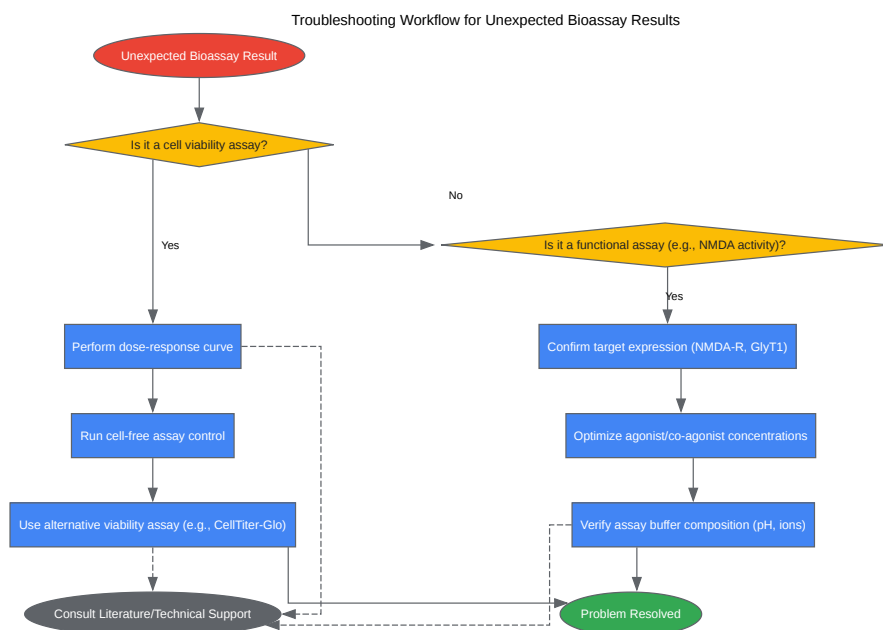 Troubleshooting Workflow for Unexpected Bioassay Results
Unexpected Bioassay Result
Is it a cell viability assay?
No
Yes
Is it a functional assay (e.g., NMDA activity)?
Yes
Perform dose-response curve
Confirm target expression (NMDA-R, GlyT1)
Run cell-free assay control
Optimize agonist/co-agonist concentrations
Use alternative viability assay (e.g., CellTiter-Glo)
Verify assay buffer composition (pH, ions)
Consult Literature/Technical Support
Problem Resolved